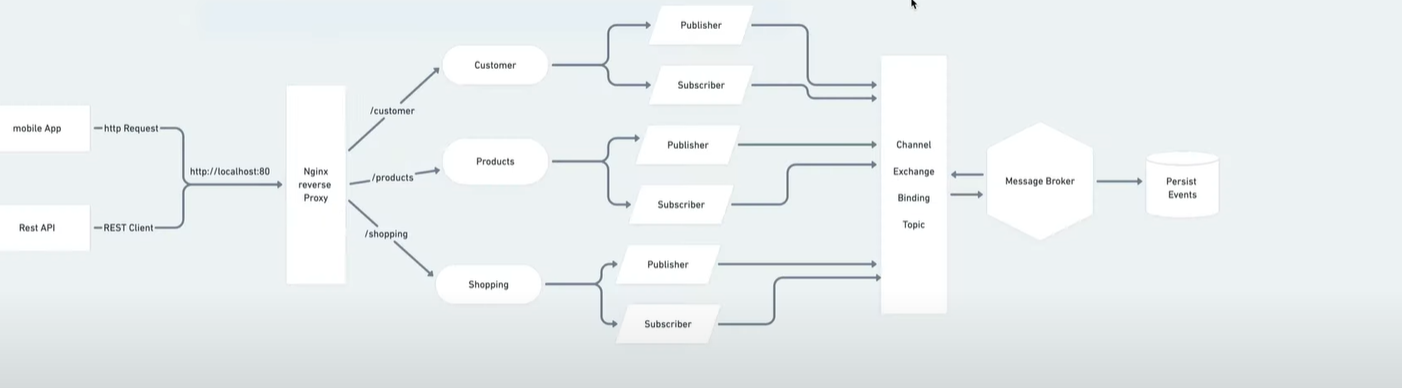 mobile App
http Request
Rest API
REST Client
http://localhost:80
Nginx
reverse
Proxy
/customer
/products
/shopping
Customer
Products
Shopping
Publisher
Subscriber
Publisher
Subscriber
Publisher
Subscriber
Channel
Exchange
Binding
Topic
Message Broker
Persist
Events